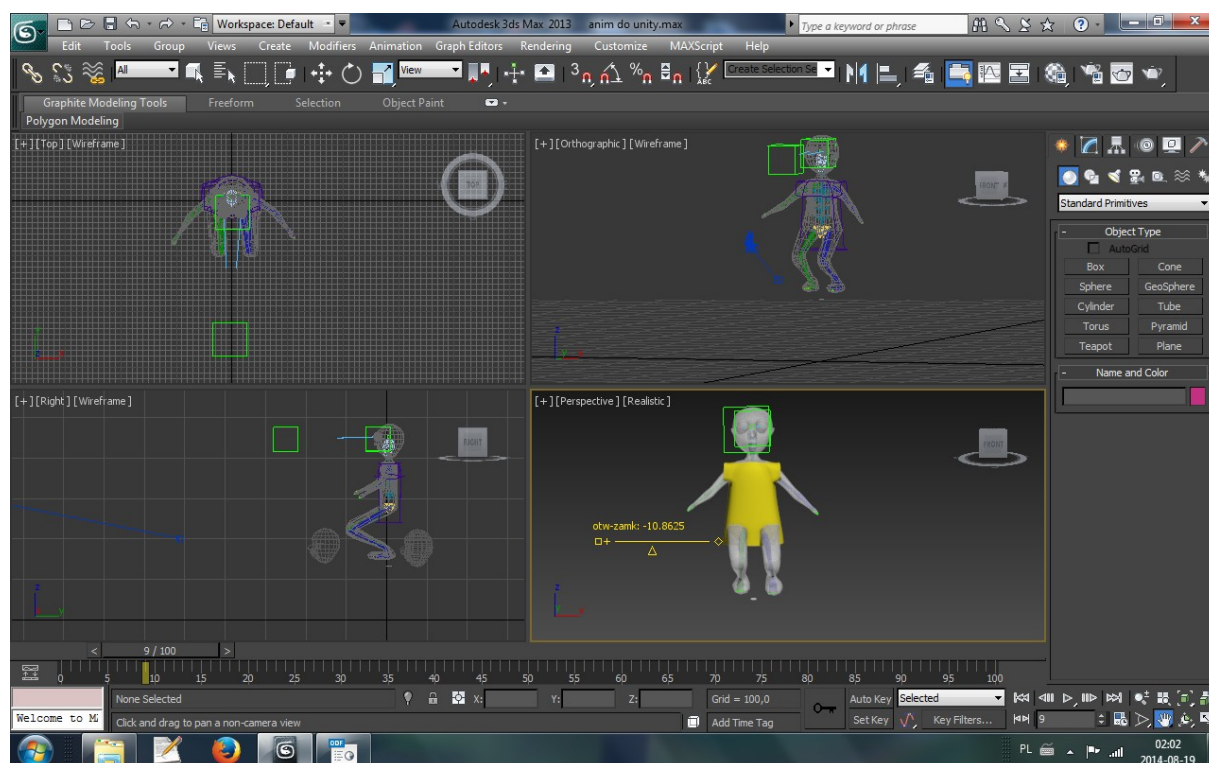 Workspace: Default
Autodesk 3ds Max 2013
anim do unity.max
Type a keyword or phrase
Edit Tools Group Views Create Modifiers Animation Graph Editors Rendering Customize MAXScript Help
All
View
3
ABC
Create Selection Se
Graphite Modeling Tools Freeform Selection Object Paint
Polygon Modeling
[+][Top][Wireframe]
TOP
[+][Orthographic][Wireframe]
FRONT
Standard Primitives
- Object Type
AutoGrid
Box Cone
Sphere GeoSphere
Cylinder Tube
Torus Pyramid
Teapot Plane
- Name and Color
[+][Right][Wireframe]
RIGHT
[+][Perspective][Realistic]
FRONT
otw-zamk: -10.8625
< 9 / 100 >
0 5 10 15 20 25 30 35 40 45 50 55 60 65 70 75 80 85 90 95 100
None Selected
X: Y: Z:
Grid = 100,0
Auto Key Selected
Welcome to M
Click and drag to pan a non-camera view
Add Time Tag
Set Key Key Filters...
9
PL
02:02
2014-08-19